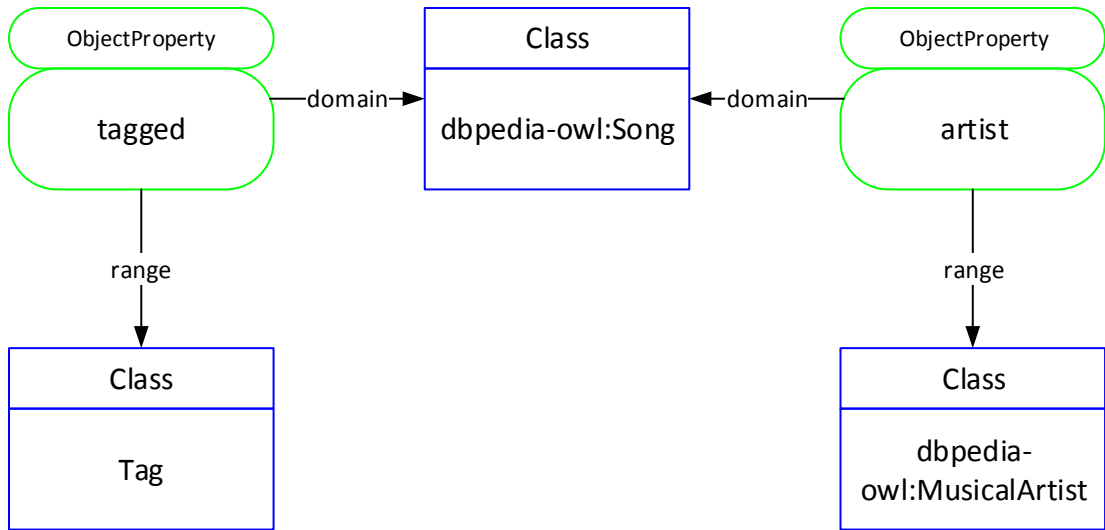 ObjectProperty
Class
ObjectProperty
domain
domain
tagged
dbpedia-owl:Song
artist
range
range
Class
Class
Tag
dbpedia-
owl:MusicalArtist